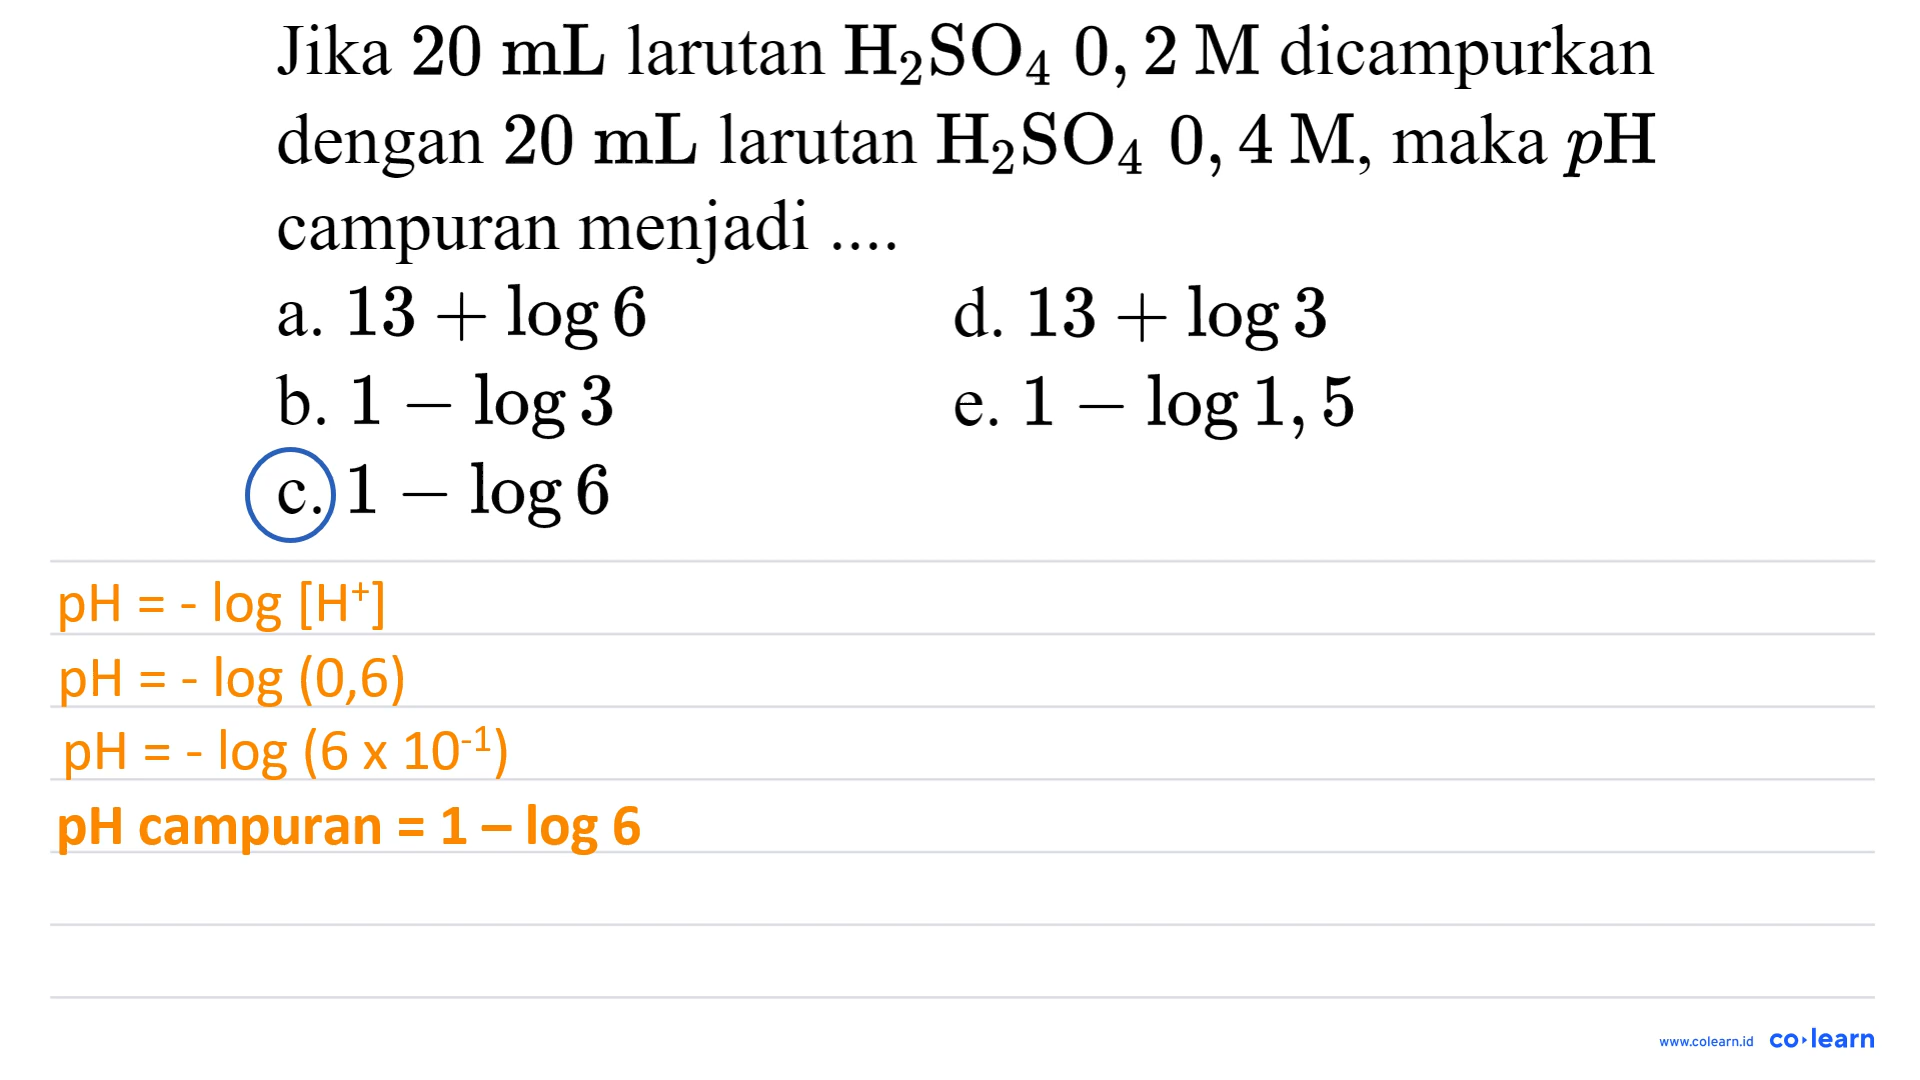 Jika 20 mL larutan H₂SO₄ 0,2 M dicampurkan
dengan 20 mL larutan H₂SO₄ 0,4 M, maka pH
campuran menjadi ....
a. 13 + log 6
d. 13 + log 3
b. 1 − log 3
e. 1 − log 1,5
c. 1 − log 6
pH = - log [H⁺]
pH = - log (0,6)
pH = - log (6 x 10⁻¹)
pH campuran = 1 – log 6
www.colearn.id co·learn